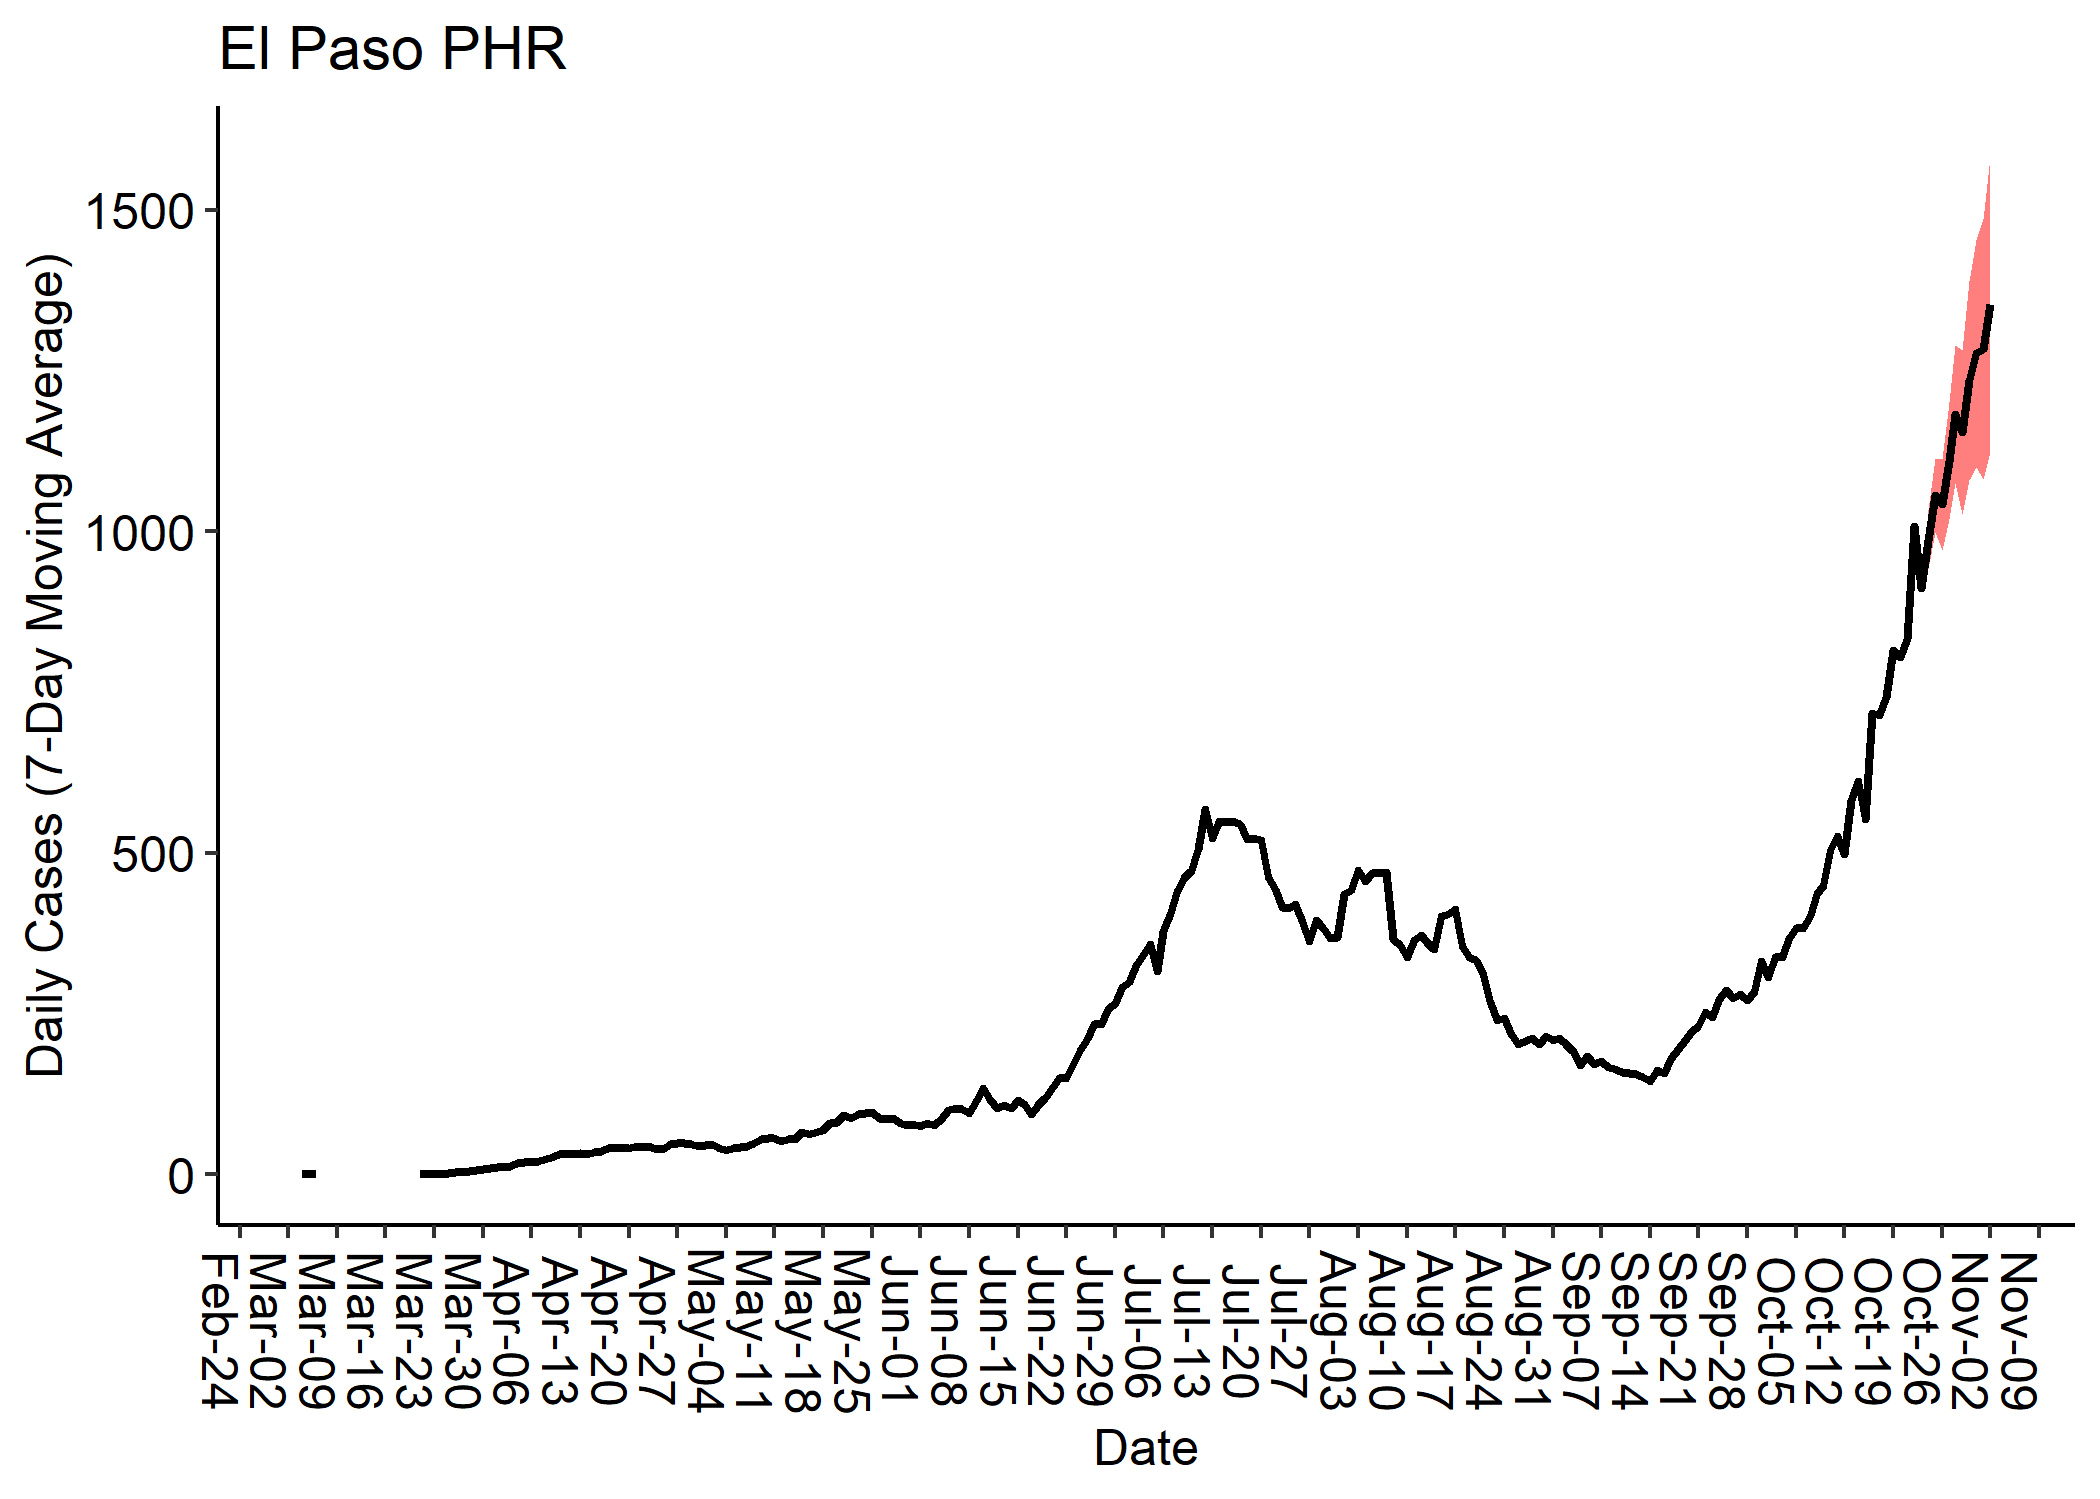 El Paso PHR
Daily Cases (7-Day Moving Average)
1500
1000
500
0
Feb-24
Mar-02
Mar-09
Mar-16
Mar-23
Mar-30
Apr-06
Apr-13
Apr-20
Apr-27
May-04
May-11
May-18
May-25
Jun-01
Jun-08
Jun-15
Jun-22
Jun-29
Jul-06
Jul-13
Jul-20
Jul-27
Aug-03
Aug-10
Aug-17
Aug-24
Aug-31
Sep-07
Sep-14
Sep-21
Sep-28
Oct-05
Oct-12
Oct-19
Oct-26
Nov-02
Nov-09
Date